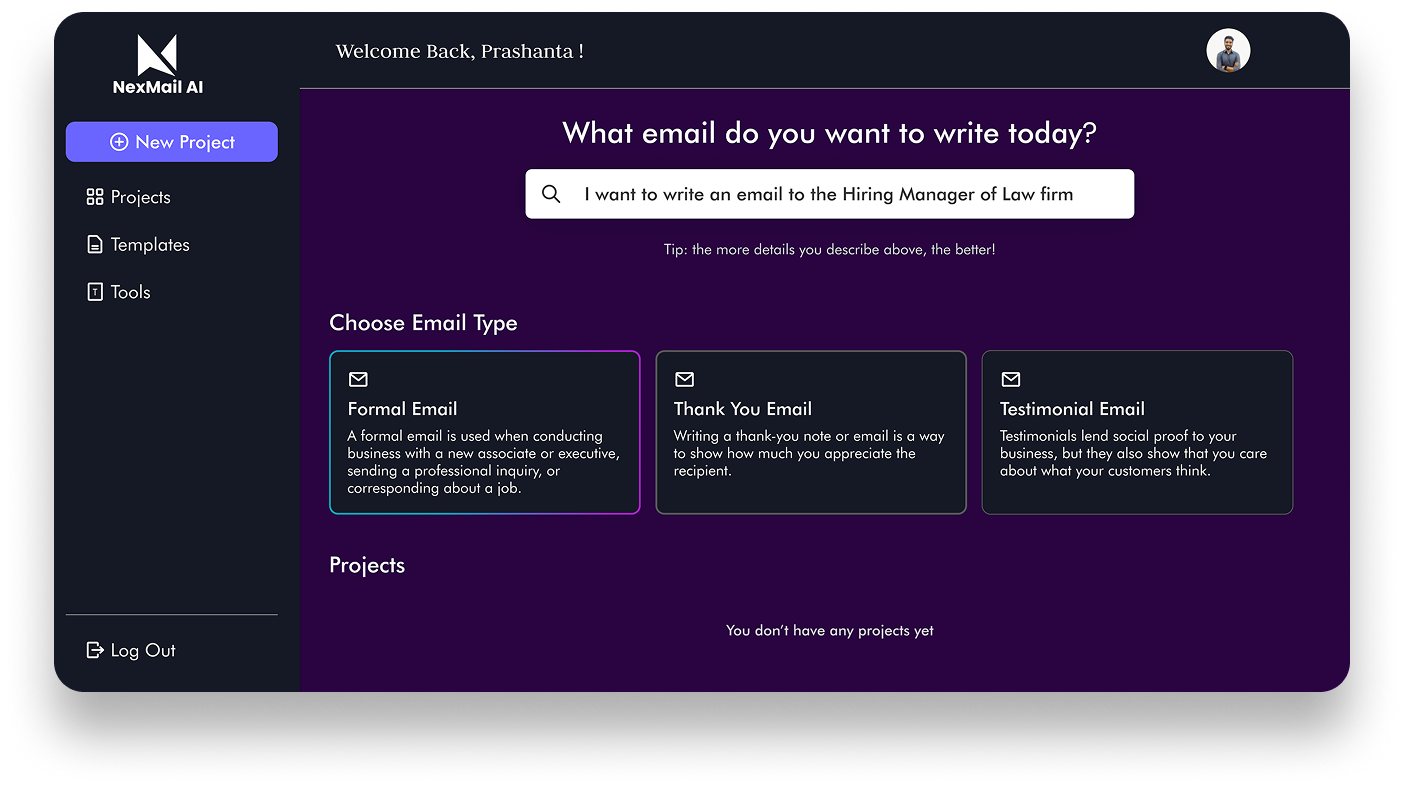 NexMail AI
Welcome Back, Prashanta !
New Project
Projects
Templates
T
Tools
Log Out
What email do you want to write today?
I want to write an email to the Hiring Manager of Law firm
Tip: the more details you describe above, the better!
Choose Email Type
Formal Email
A formal email is used when conducting
business with a new associate or executive,
sending a professional inquiry, or
corresponding about a job.
Thank You Email
Writing a thank-you note or email is a way
to show how much you appreciate the
recipient.
Testimonial Email
Testimonials lend social proof to your
business, but they also show that you care
about what your customers think.
Projects
You don’t have any projects yet